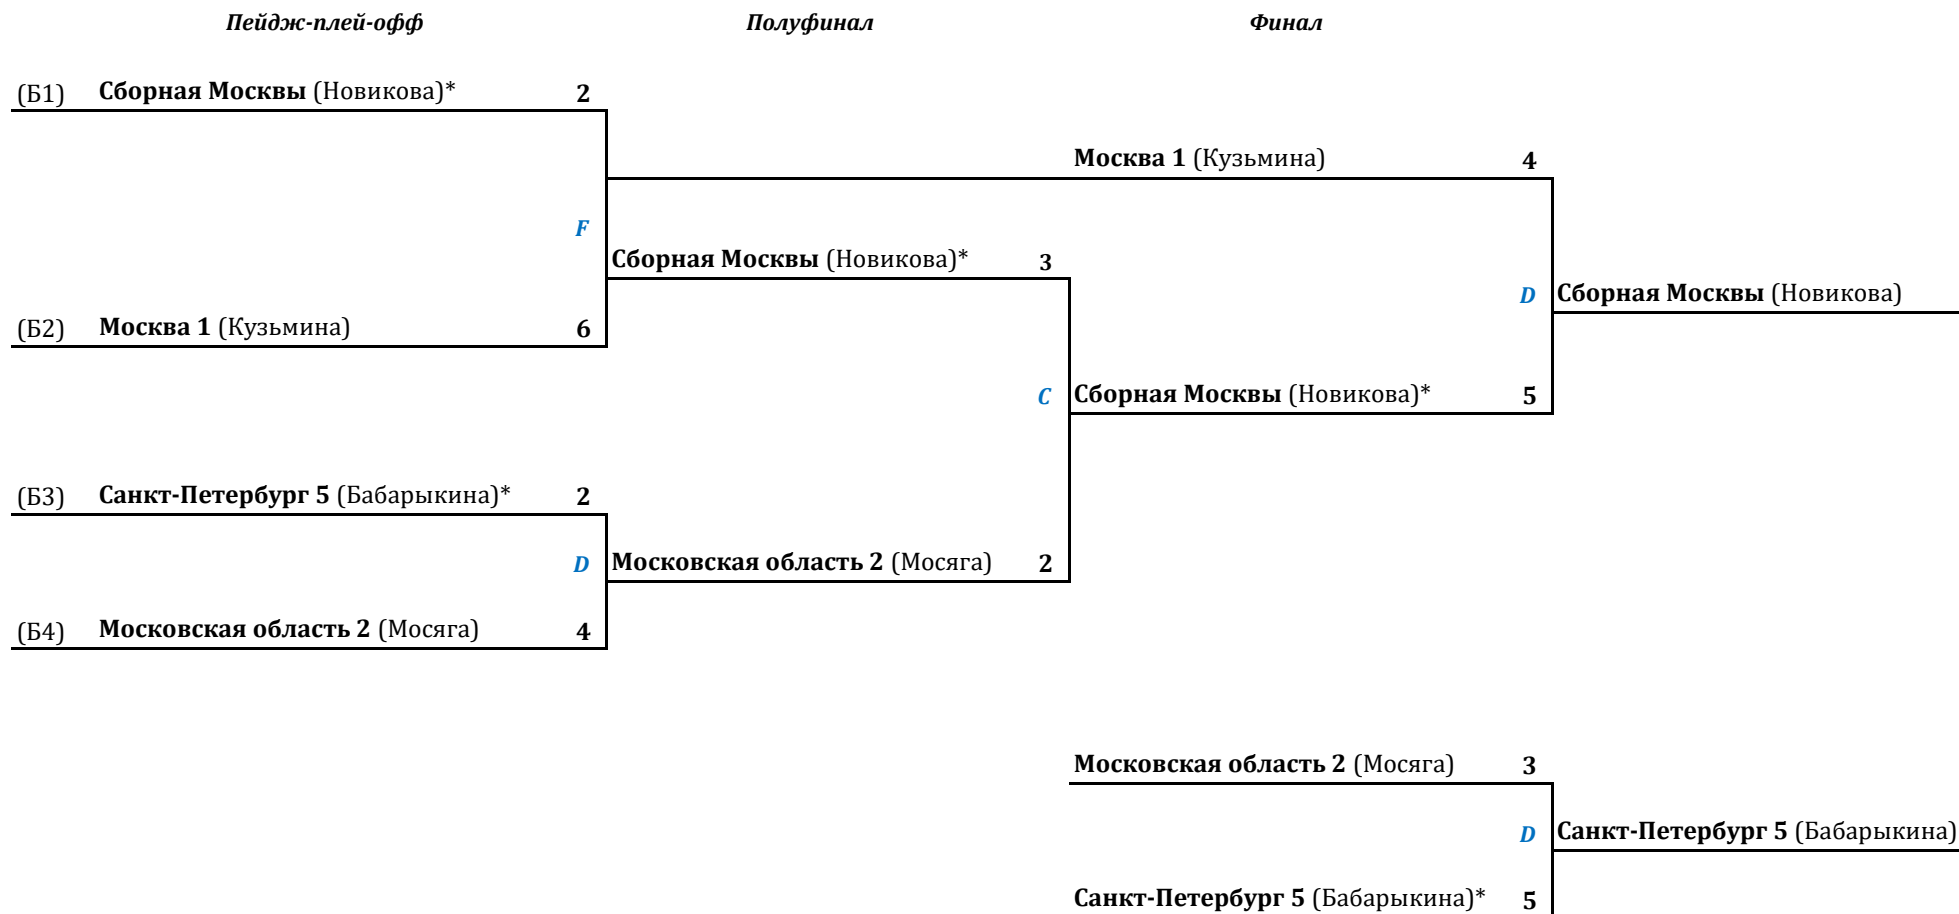 Пейдж-плей-офф Полуфинал Финал
(Б1) Сборная Москвы (Новикова)* 2
Москва 1 (Кузьмина) 4
F
Сборная Москвы (Новикова)* 3
D Сборная Москвы (Новикова)
(Б2) Москва 1 (Кузьмина) 6
C Сборная Москвы (Новикова)* 5
(Б3) Санкт-Петербург 5 (Бабарыкина)* 2
D Московская область 2 (Мосяга) 2
(Б4) Московская область 2 (Мосяга) 4
Московская область 2 (Мосяга) 3
D Санкт-Петербург 5 (Бабарыкина)
Санкт-Петербург 5 (Бабарыкина)* 5